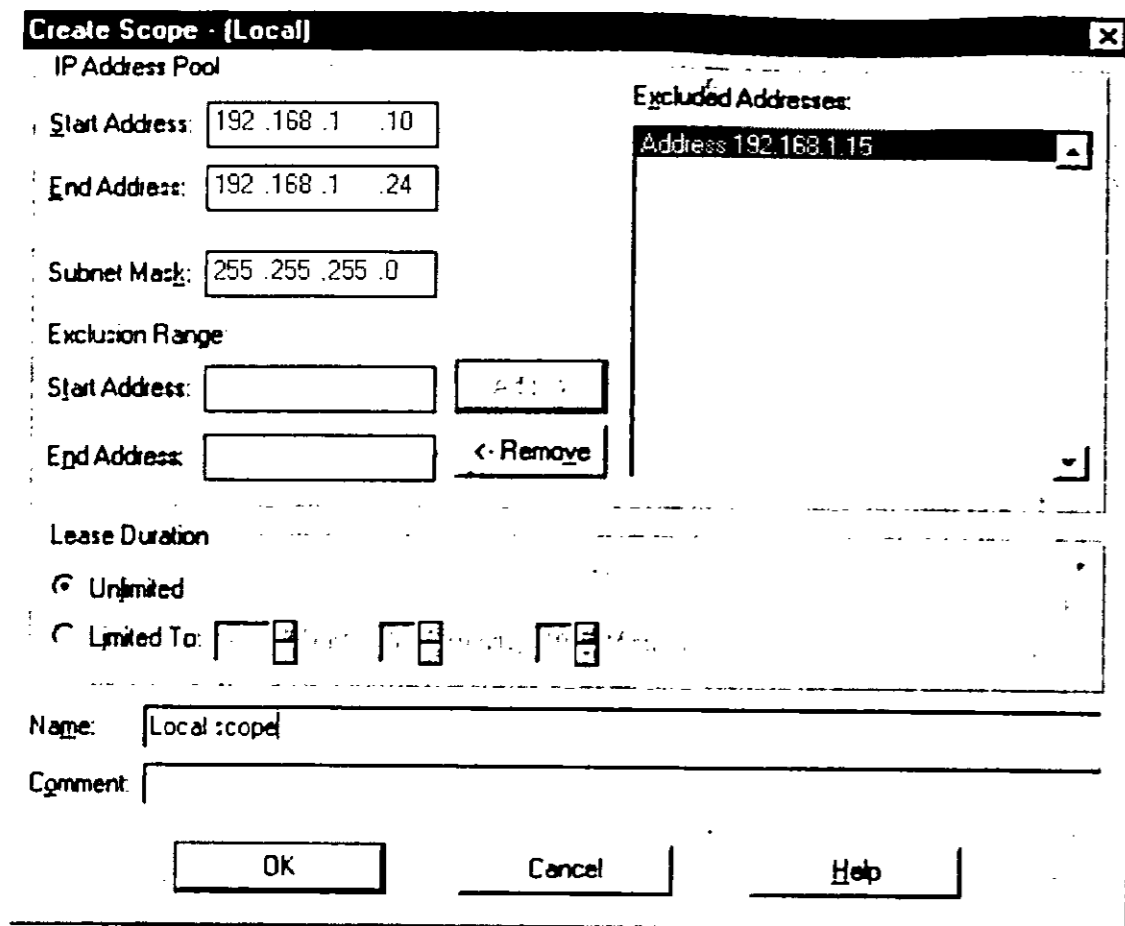 Create Scope - (Local)
IP Address Pool
Start Address: 192 .168 .1 .10
End Address: 192 .168 .1 .24
Subnet Mask: 255 .255 .255 .0
Exclusion Range
Start Address:
End Address:
<- Remove
Excluded Addresses:
Address 192.168.1.15
Lease Duration
Unlimited
Limited To:
Name: Local scope
Comment:
OK Cancel Help